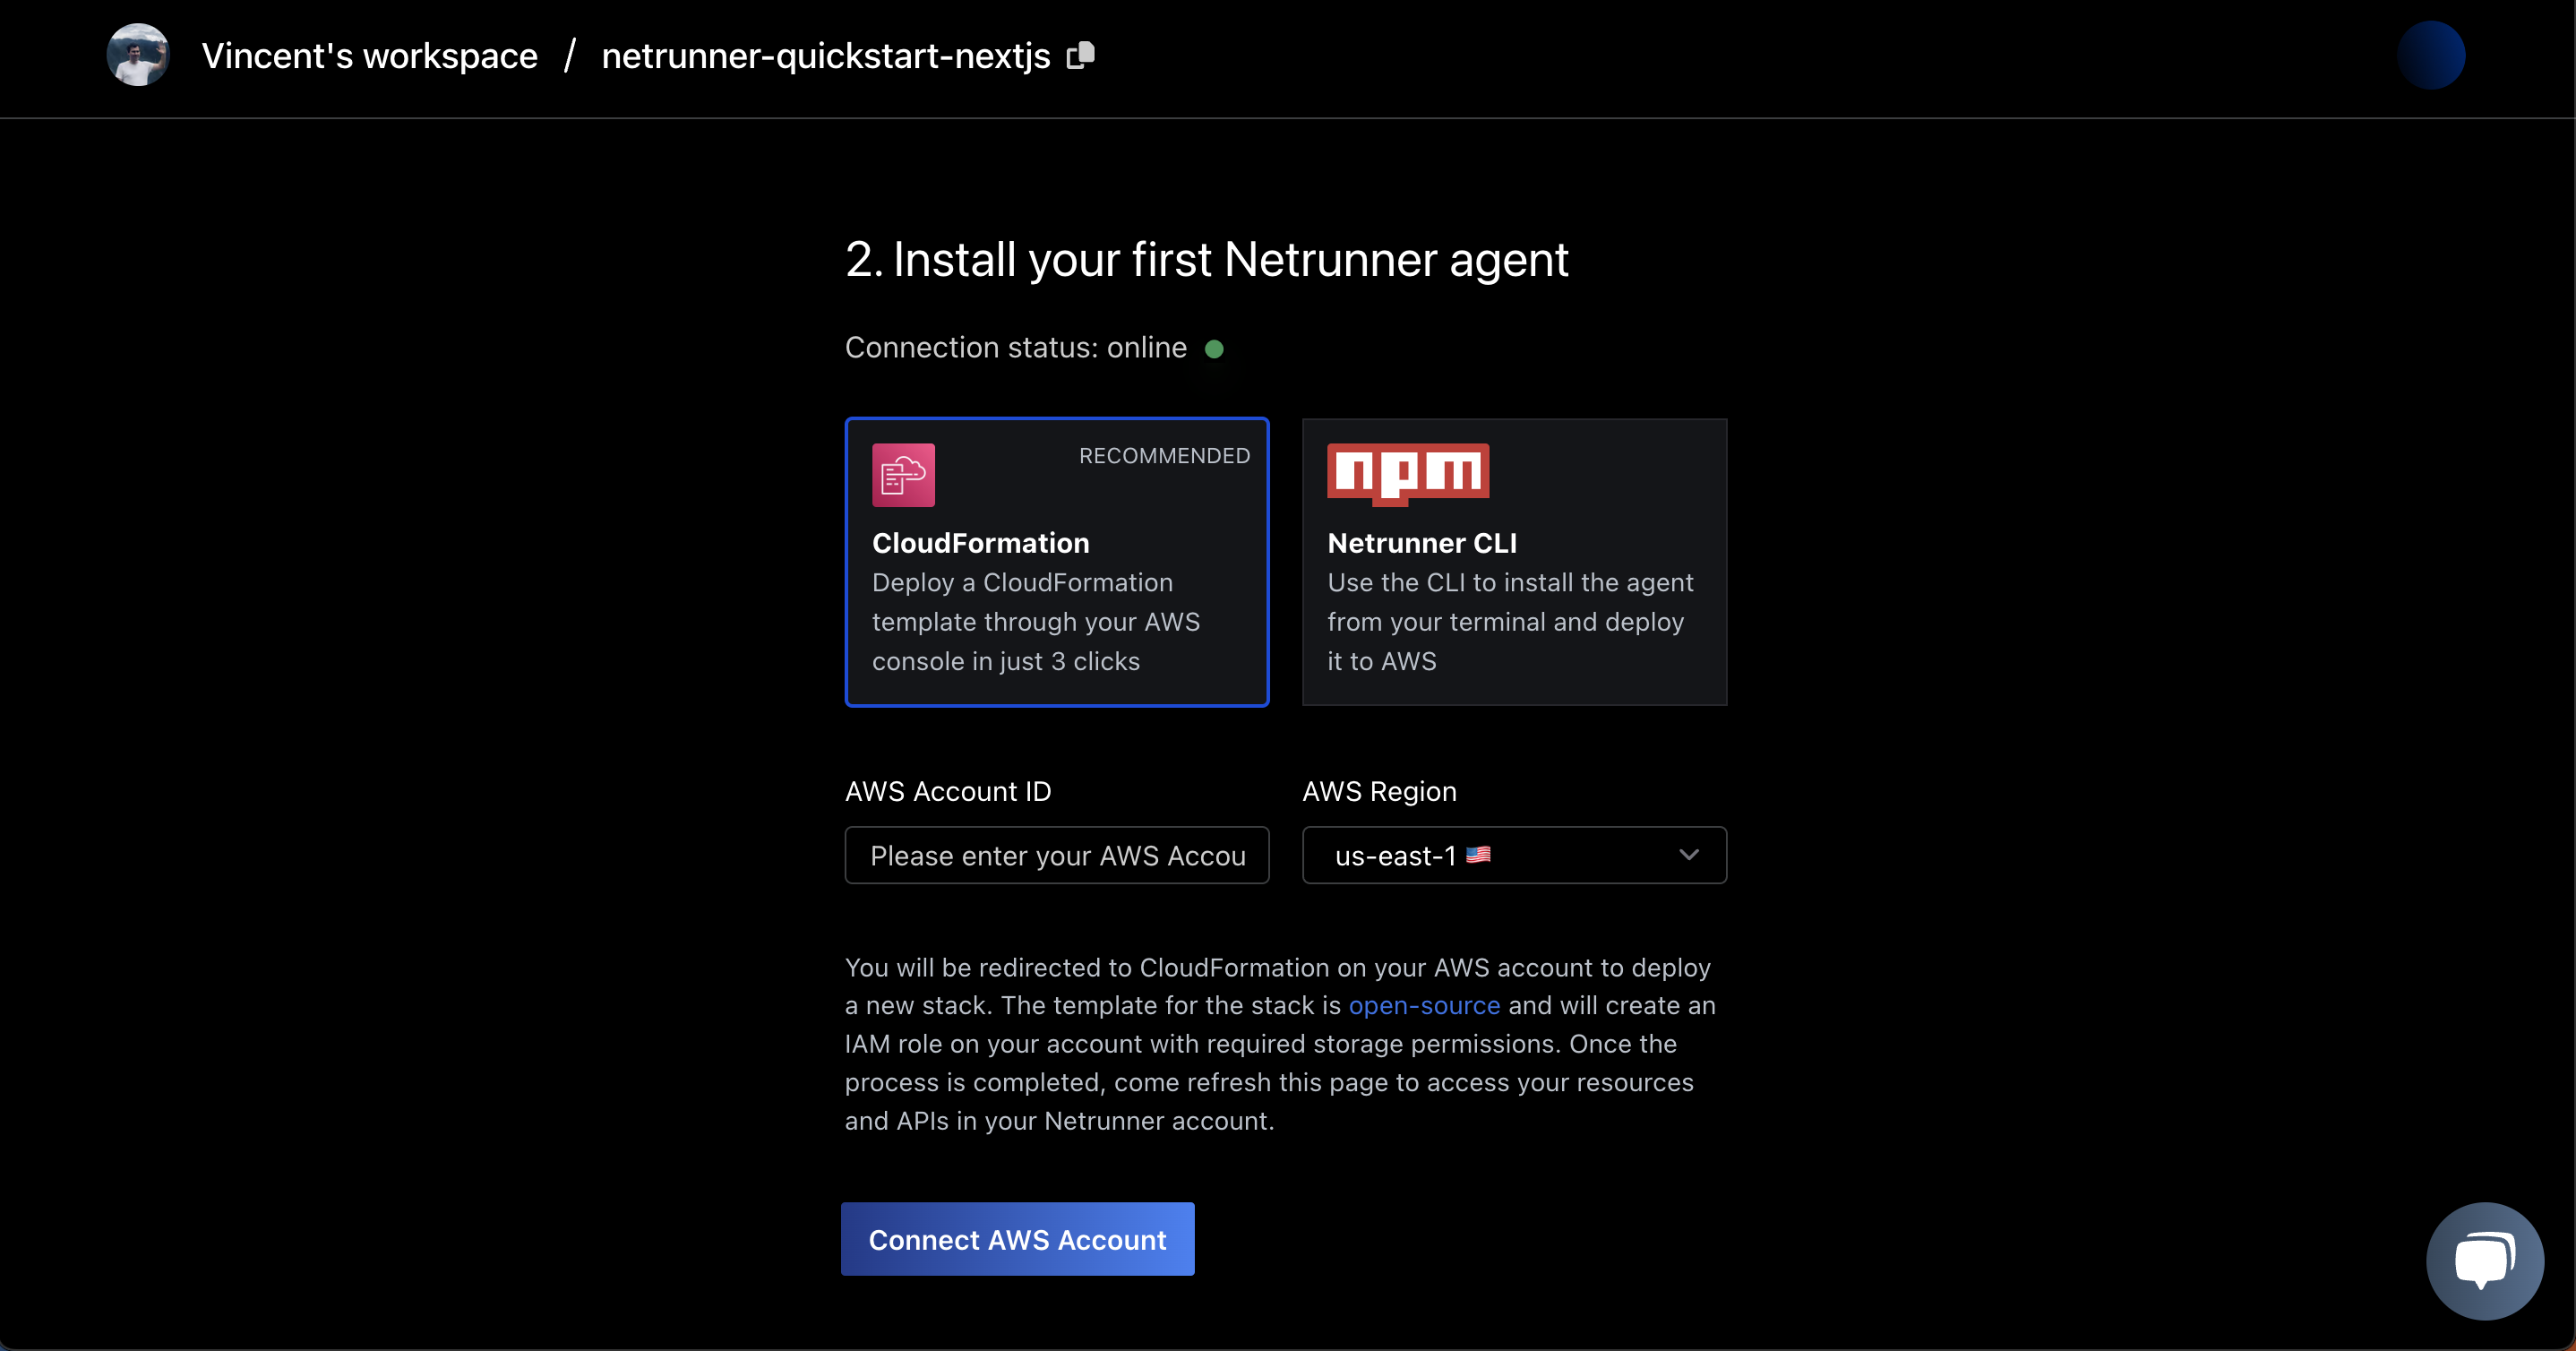 Vincent's workspace / netrunner-quickstart-nextjs
2. Install your first Netrunner agent
Connection status: online
RECOMMENDED
CloudFormation
Deploy a CloudFormation
template through your AWS
console in just 3 clicks
npm
Netrunner CLI
Use the CLI to install the agent
from your terminal and deploy
it to AWS
AWS Account ID
Please enter your AWS Accou
AWS Region
us-east-1 🇺🇸
You will be redirected to CloudFormation on your AWS account to deploy
a new stack. The template for the stack is open-source and will create an
IAM role on your account with required storage permissions. Once the
process is completed, come refresh this page to access your resources
and APIs in your Netrunner account.
Connect AWS Account